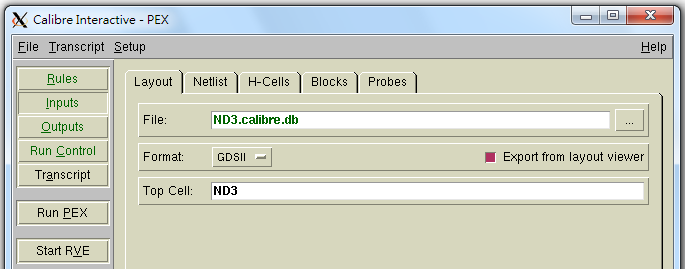 Calibre Interactive - PEX
File Transcript Setup Help
Rules
Inputs
Outputs
Run Control
Transcript
Run PEX
Start RVE
Layout Netlist H-Cells Blocks Probes
File: ND3.calibre.db ...
Format: GDSII Export from layout viewer
Top Cell: ND3